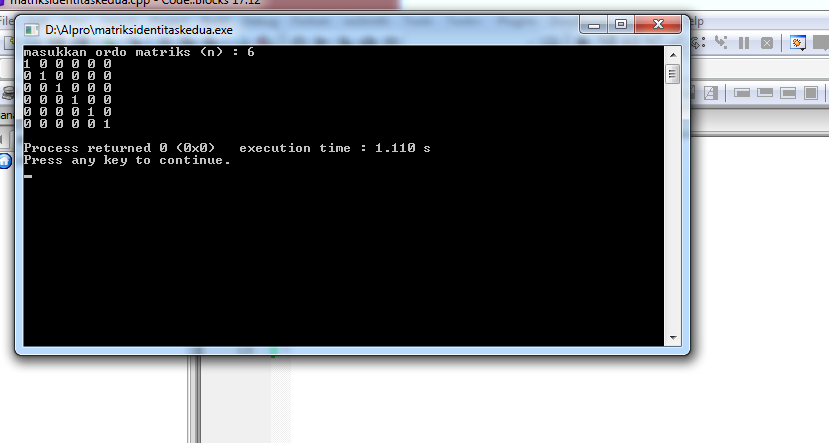 matriksidentitaskedua.cpp - Code::Blocks 17.12
File
D:\Alpro\matriksidentitaskedua.exe
masukkan ordo matriks (n) : 6
1 0 0 0 0 0
0 1 0 0 0 0
0 0 1 0 0 0
0 0 0 1 0 0
0 0 0 0 1 0
0 0 0 0 0 1
Process returned 0 (0x0)   execution time : 1.110 s
Press any key to continue.